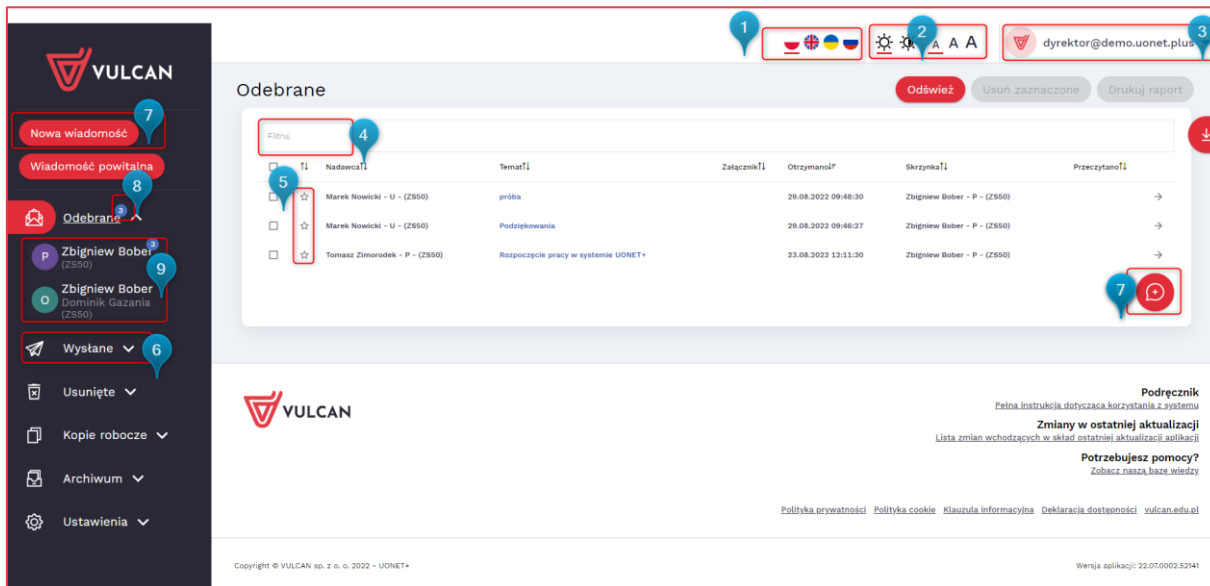 1
2
3
A A A
dyrektor@demo.uonet.plus
VULCAN
Odebrane
Odśwież
Usuń zaznaczone
Drukuj raport
7
Nowa wiadomość
Wiadomość powitalna
8
3
Odebrane
Zbigniew Bober
3
P
(ZS50)
9
Zbigniew Bober
O
Dominik Gazania
(ZS50)
Wysłane
6
Usunięte
Kopie robocze
Archiwum
Ustawienia
Filtruj
4
Nadawca Temat Załącznik Otrzymano Skrzynka Przeczytano
5
Marek Nowicki - U - (ZS50) próba 29.08.2022 09:48:30 Zbigniew Bober - P - (ZS50)
Marek Nowicki - U - (ZS50) Podziękowania 29.08.2022 09:46:27 Zbigniew Bober - P - (ZS50)
Tomasz Zimorodek - P - (ZS50) Rozpoczęcie pracy w systemie UONET+ 23.08.2022 12:11:30 Zbigniew Bober - P - (ZS50)
7
VULCAN
Podręcznik
Pełna instrukcja dotycząca korzystania z systemu
Zmiany w ostatniej aktualizacji
Lista zmian wchodzących w skład ostatniej aktualizacji aplikacji
Potrzebujesz pomocy?
Zobacz naszą bazę wiedzy
Polityka prywatności Polityka cookie Klauzula informacyjna Deklaracja dostępności vulcan.edu.pl
Copyright © VULCAN sp. z o. o. 2022 - UONET+
Wersja aplikacji: 22.07.0002.52141